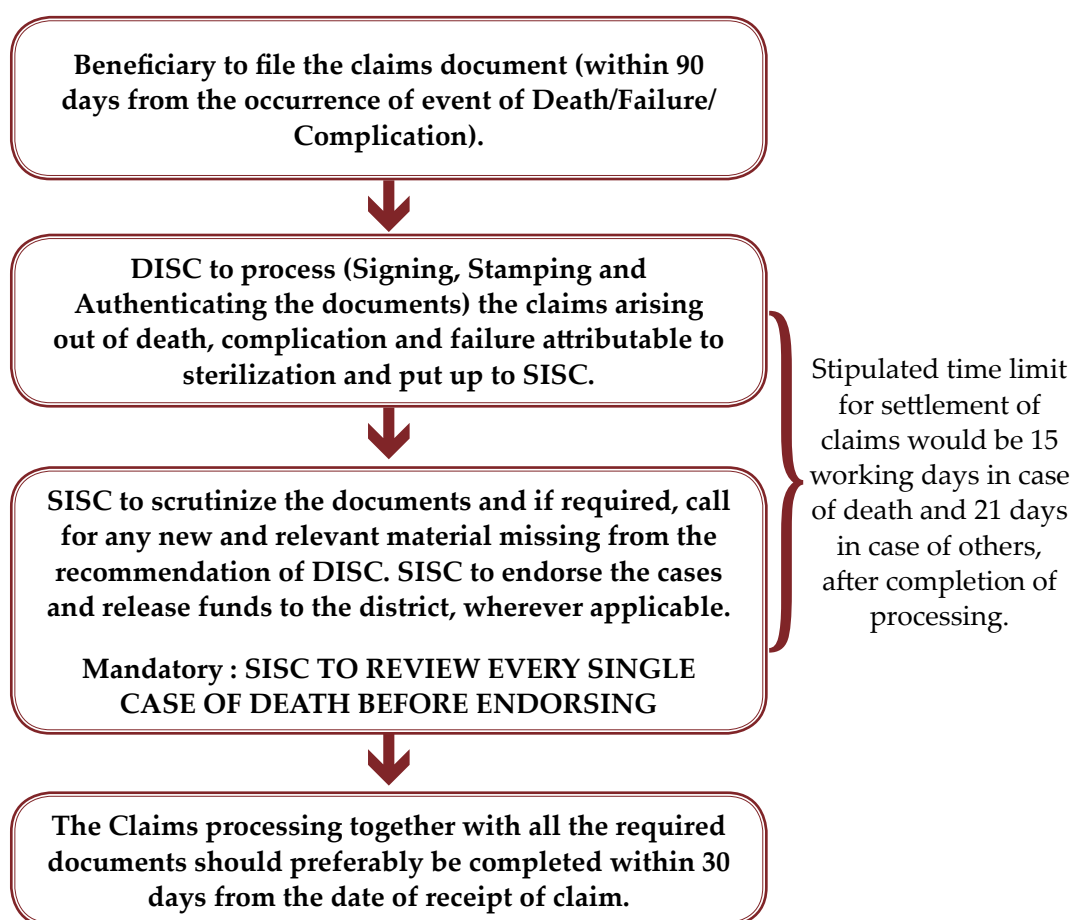 Beneficiary to file the claims document (within 90
days from the occurrence of event of Death/Failure/
Complication).
DISC to process (Signing, Stamping and
Authenticating the documents) the claims arising
out of death, complication and failure attributable to
sterilization and put up to SISC.
SISC to scrutinize the documents and if required, call
for any new and relevant material missing from the
recommendation of DISC. SISC to endorse the cases
and release funds to the district, wherever applicable.
Mandatory : SISC TO REVIEW EVERY SINGLE
CASE OF DEATH BEFORE ENDORSING
Stipulated time limit
for settlement of
claims would be 15
working days in case
of death and 21 days
in case of others,
after completion of
processing.
The Claims processing together with all the required
documents should preferably be completed within 30
days from the date of receipt of claim.